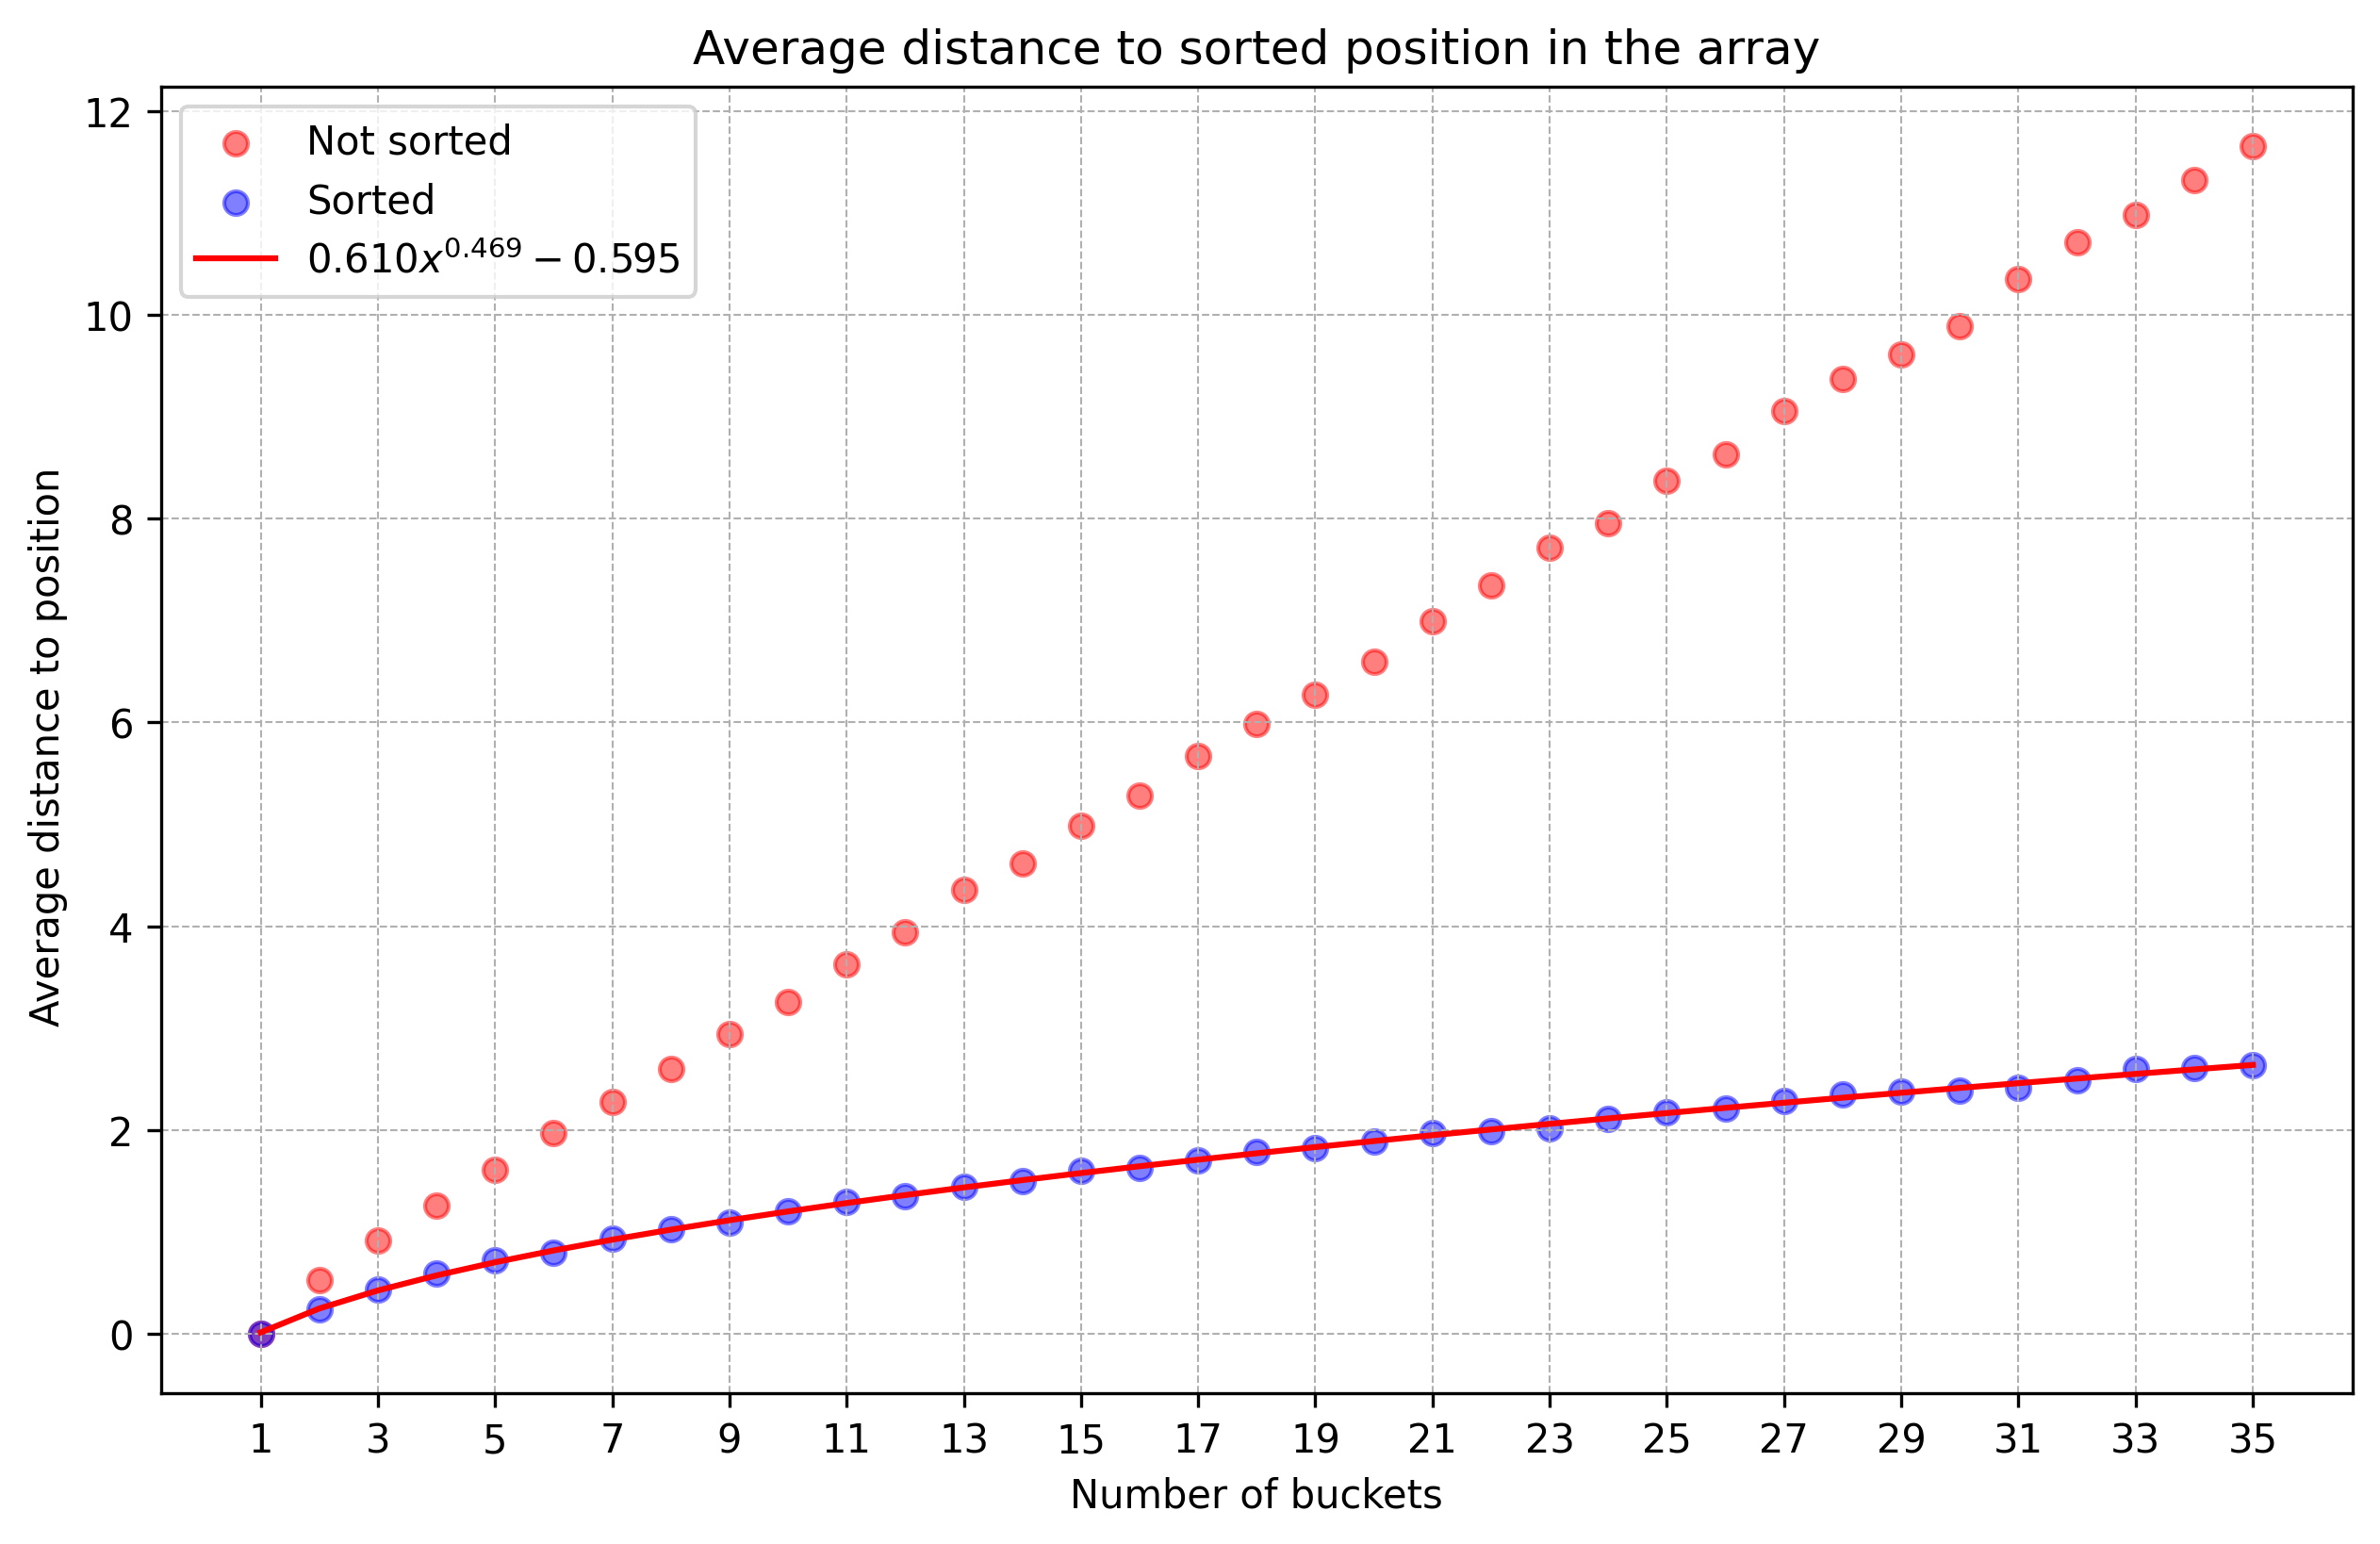 Average distance to sorted position in the array
Not sorted
Sorted
0.610x^0.469 − 0.595
12
10
8
6
4
2
0
Average distance to position
1 3 5 7 9 11 13 15 17 19 21 23 25 27 29 31 33 35
Number of buckets